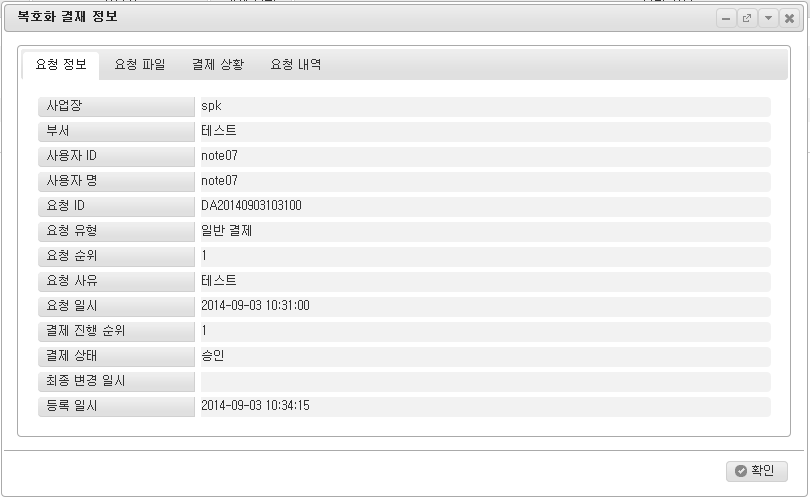 복호화 결재 정보
요청 정보 요청 파일 결제 상황 요청 내역
사업장 spk
부서 테스트
사용자 ID note07
사용자 명 note07
요청 ID DA20140903103100
요청 유형 일반 결제
요청 순위 1
요청 사유 테스트
요청 일시 2014-09-03 10:31:00
결제 진행 순위 1
결제 상태 승인
최종 변경 일시
등록 일시 2014-09-03 10:34:15
확인